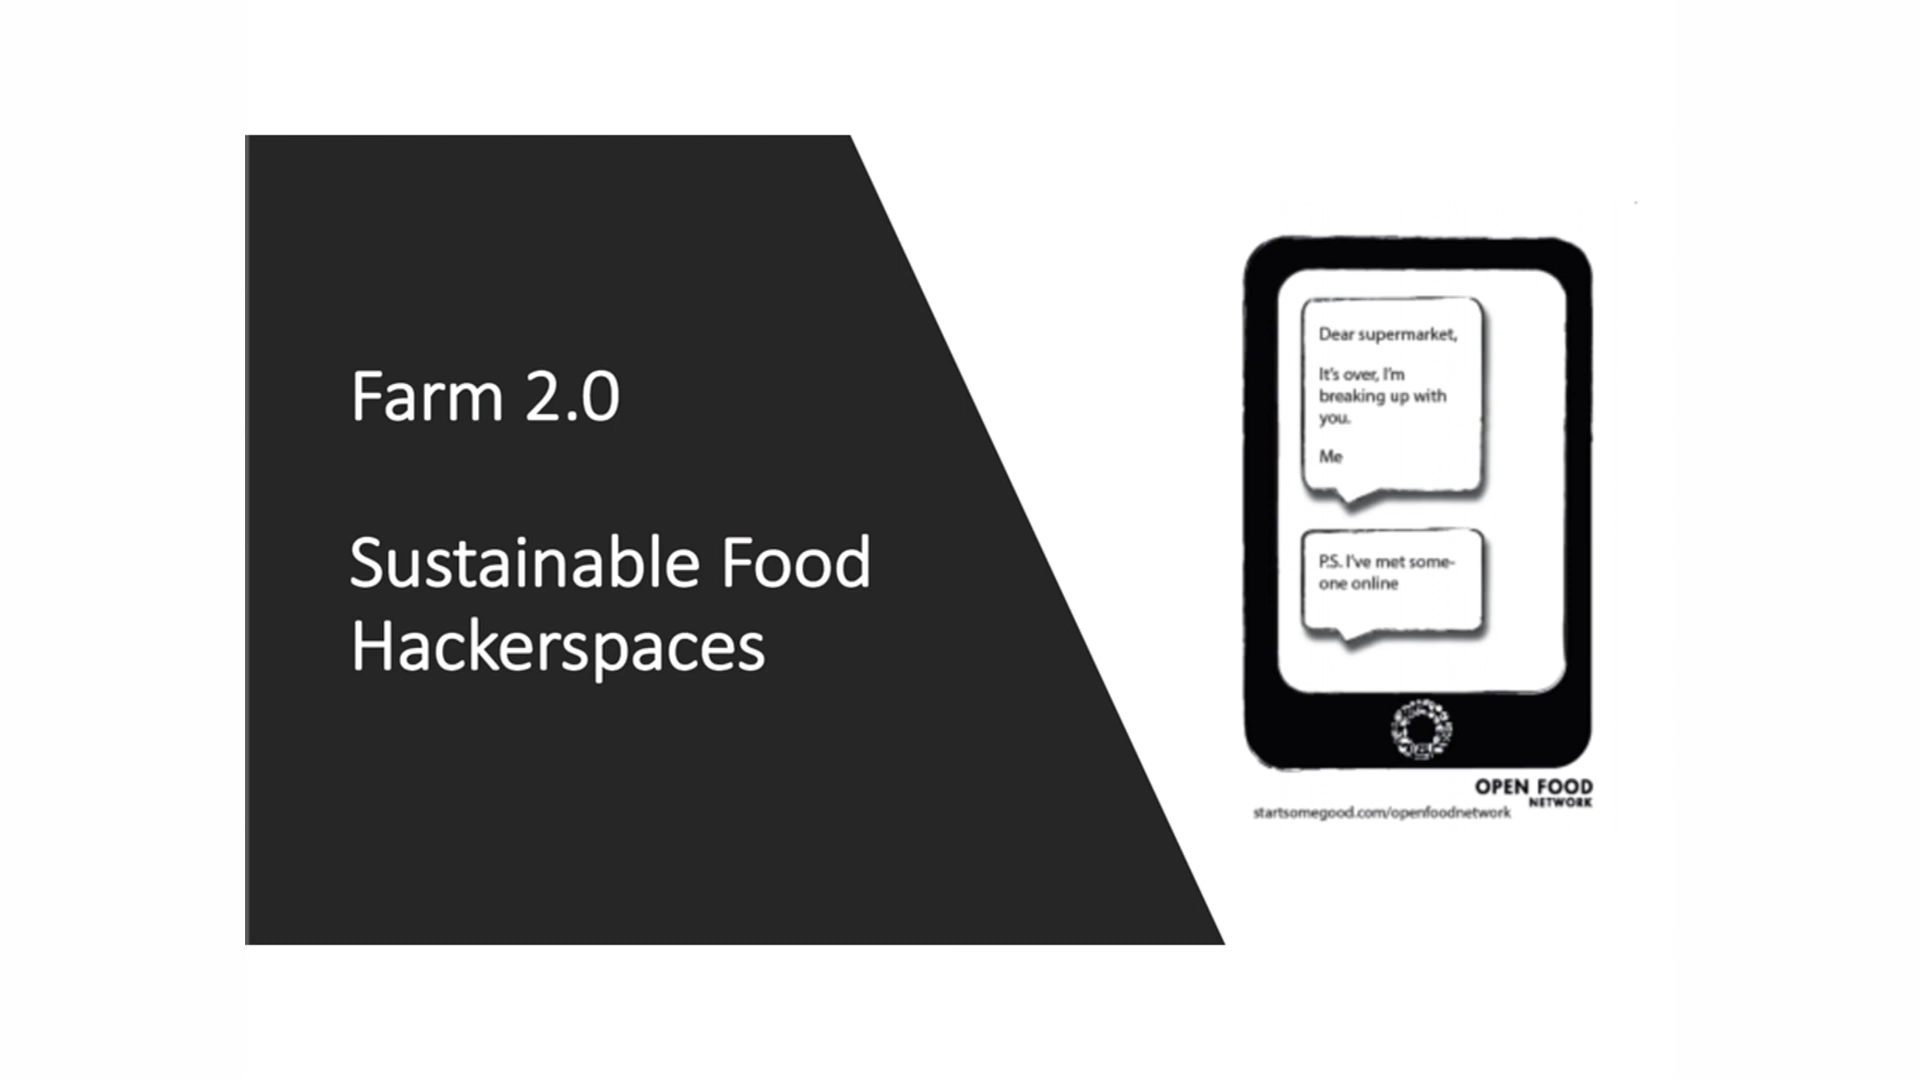 Farm 2.0
Sustainable Food
Hackerspaces
Dear supermarket,
It's over, I'm
breaking up with
you.
Me
P.S. I've met some-
one online
OPEN FOOD
NETWORK
startsomegood.com/openfoodnetwork